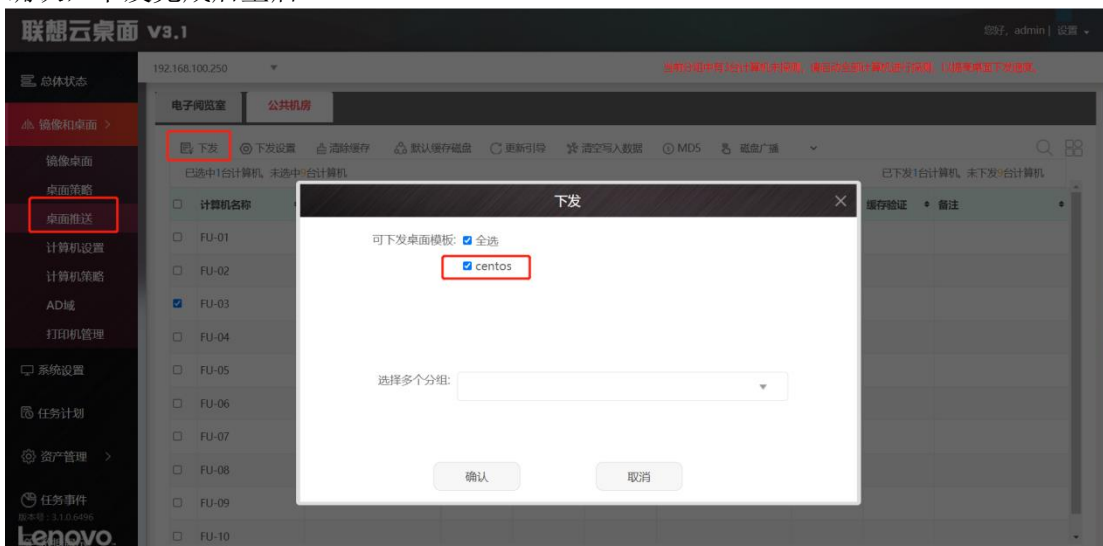 联想云桌面 V3.1
您好, admin | 设置
192.168.100.250
总体状态
镜像和桌面 >
镜像桌面
桌面策略
桌面推送
计算机设置
计算机策略
AD域
打印机管理
系统设置
任务计划
资产管理 >
任务事件
版本号 : 3.1.0.6496
Lenovo.
电子阅览室 公共机房
下发 下发设置 清除缓存 默认缓存磁盘 更新引导 清空写入数据 MD5 磁盘广播
已选中1台计算机, 未选中9台计算机 已下发1台计算机, 未下发9台计算机
计算机名称 缓存验证 备注
FU-01
FU-02
FU-03
FU-04
FU-05
FU-06
FU-07
FU-08
FU-09
FU-10
下发
可下发桌面模板: 全选
centos
选择多个分组:
确认 取消